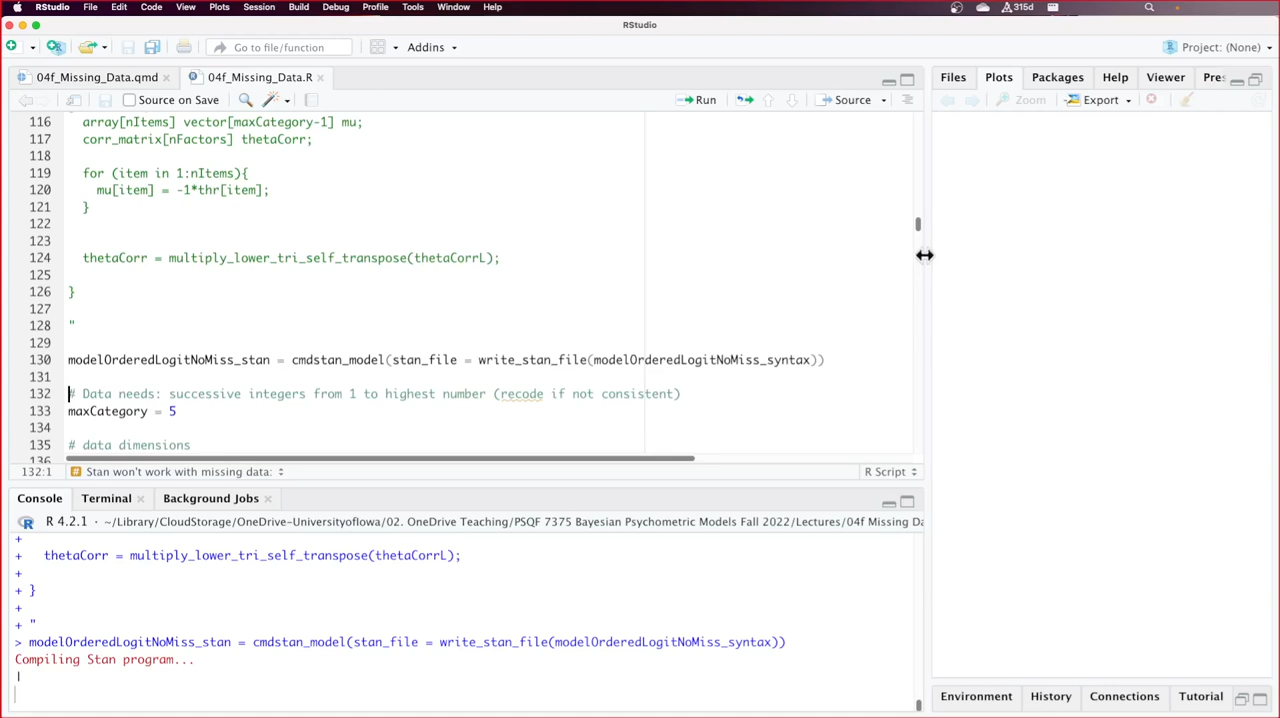 RStudio File Edit Code View Plots Session Build Debug Profile Tools Window Help 315d
RStudio
Go to file/function Addins Project: (None)
04f_Missing_Data.qmd 04f_Missing_Data.R Files Plots Packages Help Viewer Pres
Source on Save Run Source Zoom Export
116 array[nItems] vector[maxCategory-1] mu;
117 corr_matrix[nFactors] thetaCorr;
118
119 for (item in 1:nItems){
120 mu[item] = -1*thr[item];
121 }
122
123
124 thetaCorr = multiply_lower_tri_self_transpose(thetaCorrL);
125
126 }
127
128 "
129
130 modelOrderedLogitNoMiss_stan = cmdstan_model(stan_file = write_stan_file(modelOrderedLogitNoMiss_syntax))
131
132 # Data needs: successive integers from 1 to highest number (recode if not consistent)
133 maxCategory = 5
134
135 # data dimensions
136
132:1 # Stan won't work with missing data: R Script
Console Terminal Background Jobs
R 4.2.1 · ~/Library/CloudStorage/OneDrive-UniversityofIowa/02. OneDrive Teaching/PSQF 7375 Bayesian Psychometric Models Fall 2022/Lectures/04f Missing Da
+
+ thetaCorr = multiply_lower_tri_self_transpose(thetaCorrL);
+
+ }
+
+ "
> modelOrderedLogitNoMiss_stan = cmdstan_model(stan_file = write_stan_file(modelOrderedLogitNoMiss_syntax))
Compiling Stan program...
|
Environment History Connections Tutorial